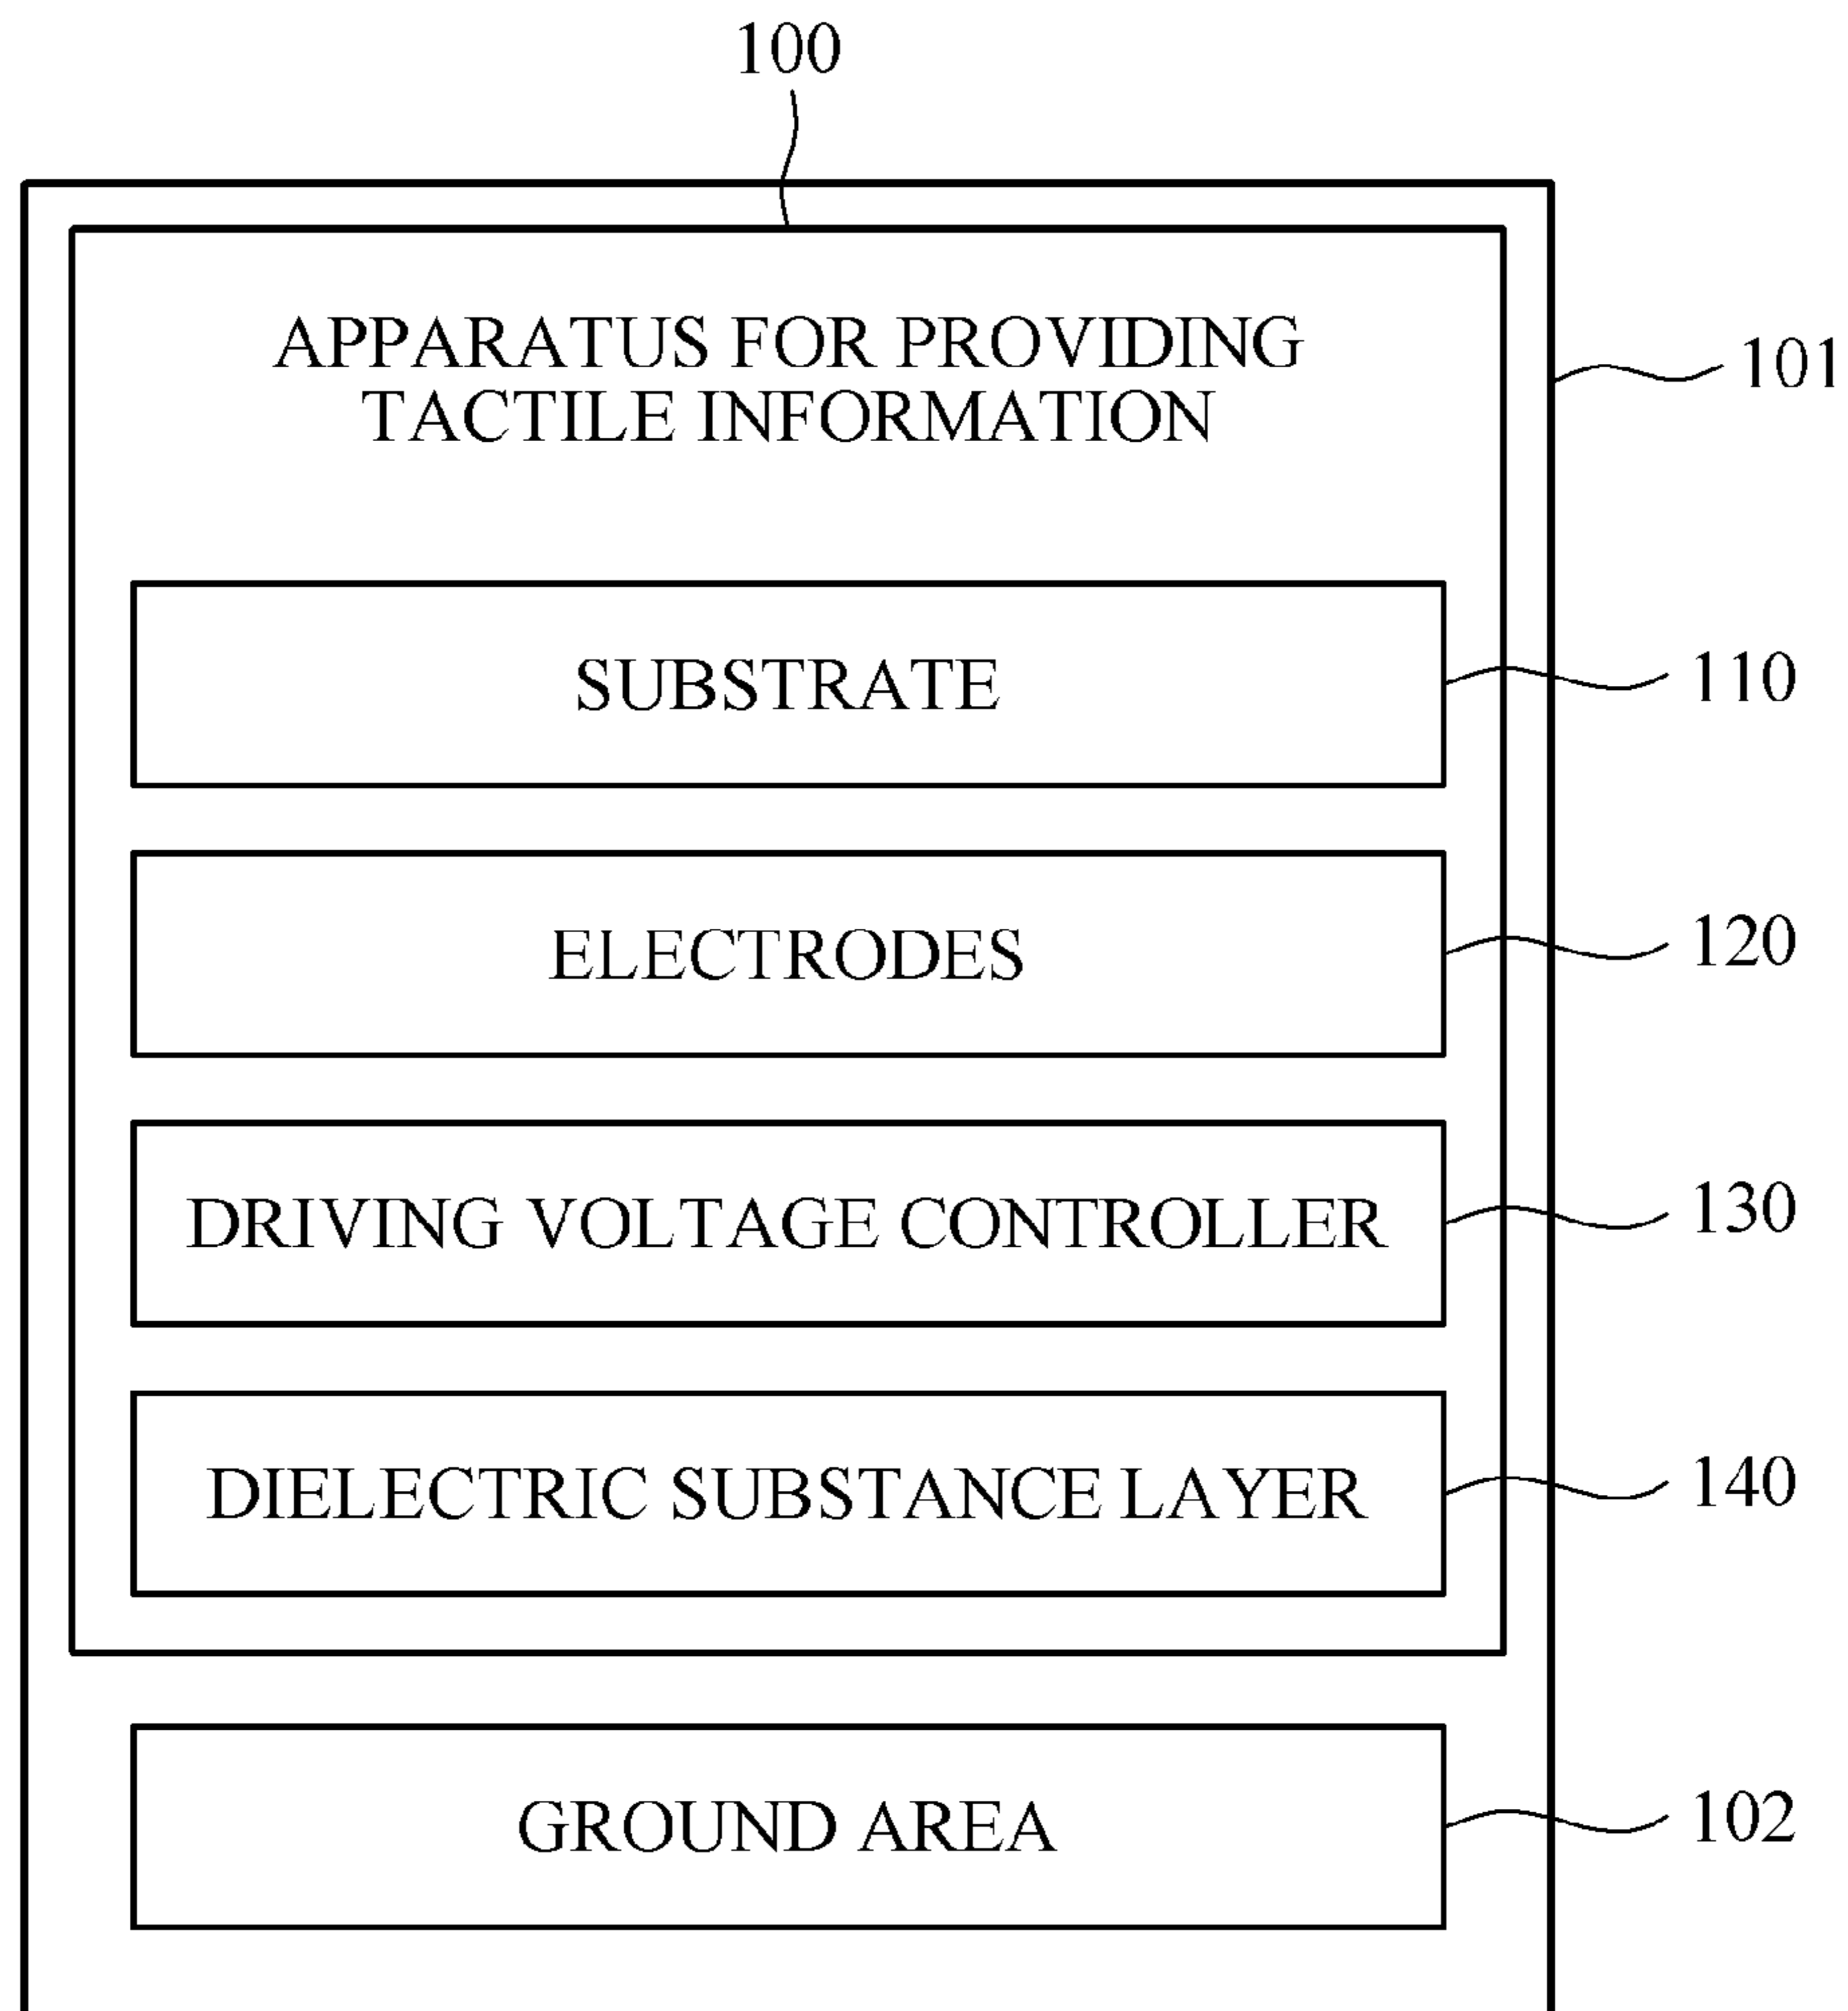 100
APPARATUS FOR PROVIDING
TACTILE INFORMATION
101
SUBSTRATE
110
ELECTRODES
120
DRIVING VOLTAGE CONTROLLER
130
DIELECTRIC SUBSTANCE LAYER
140
GROUND AREA
102